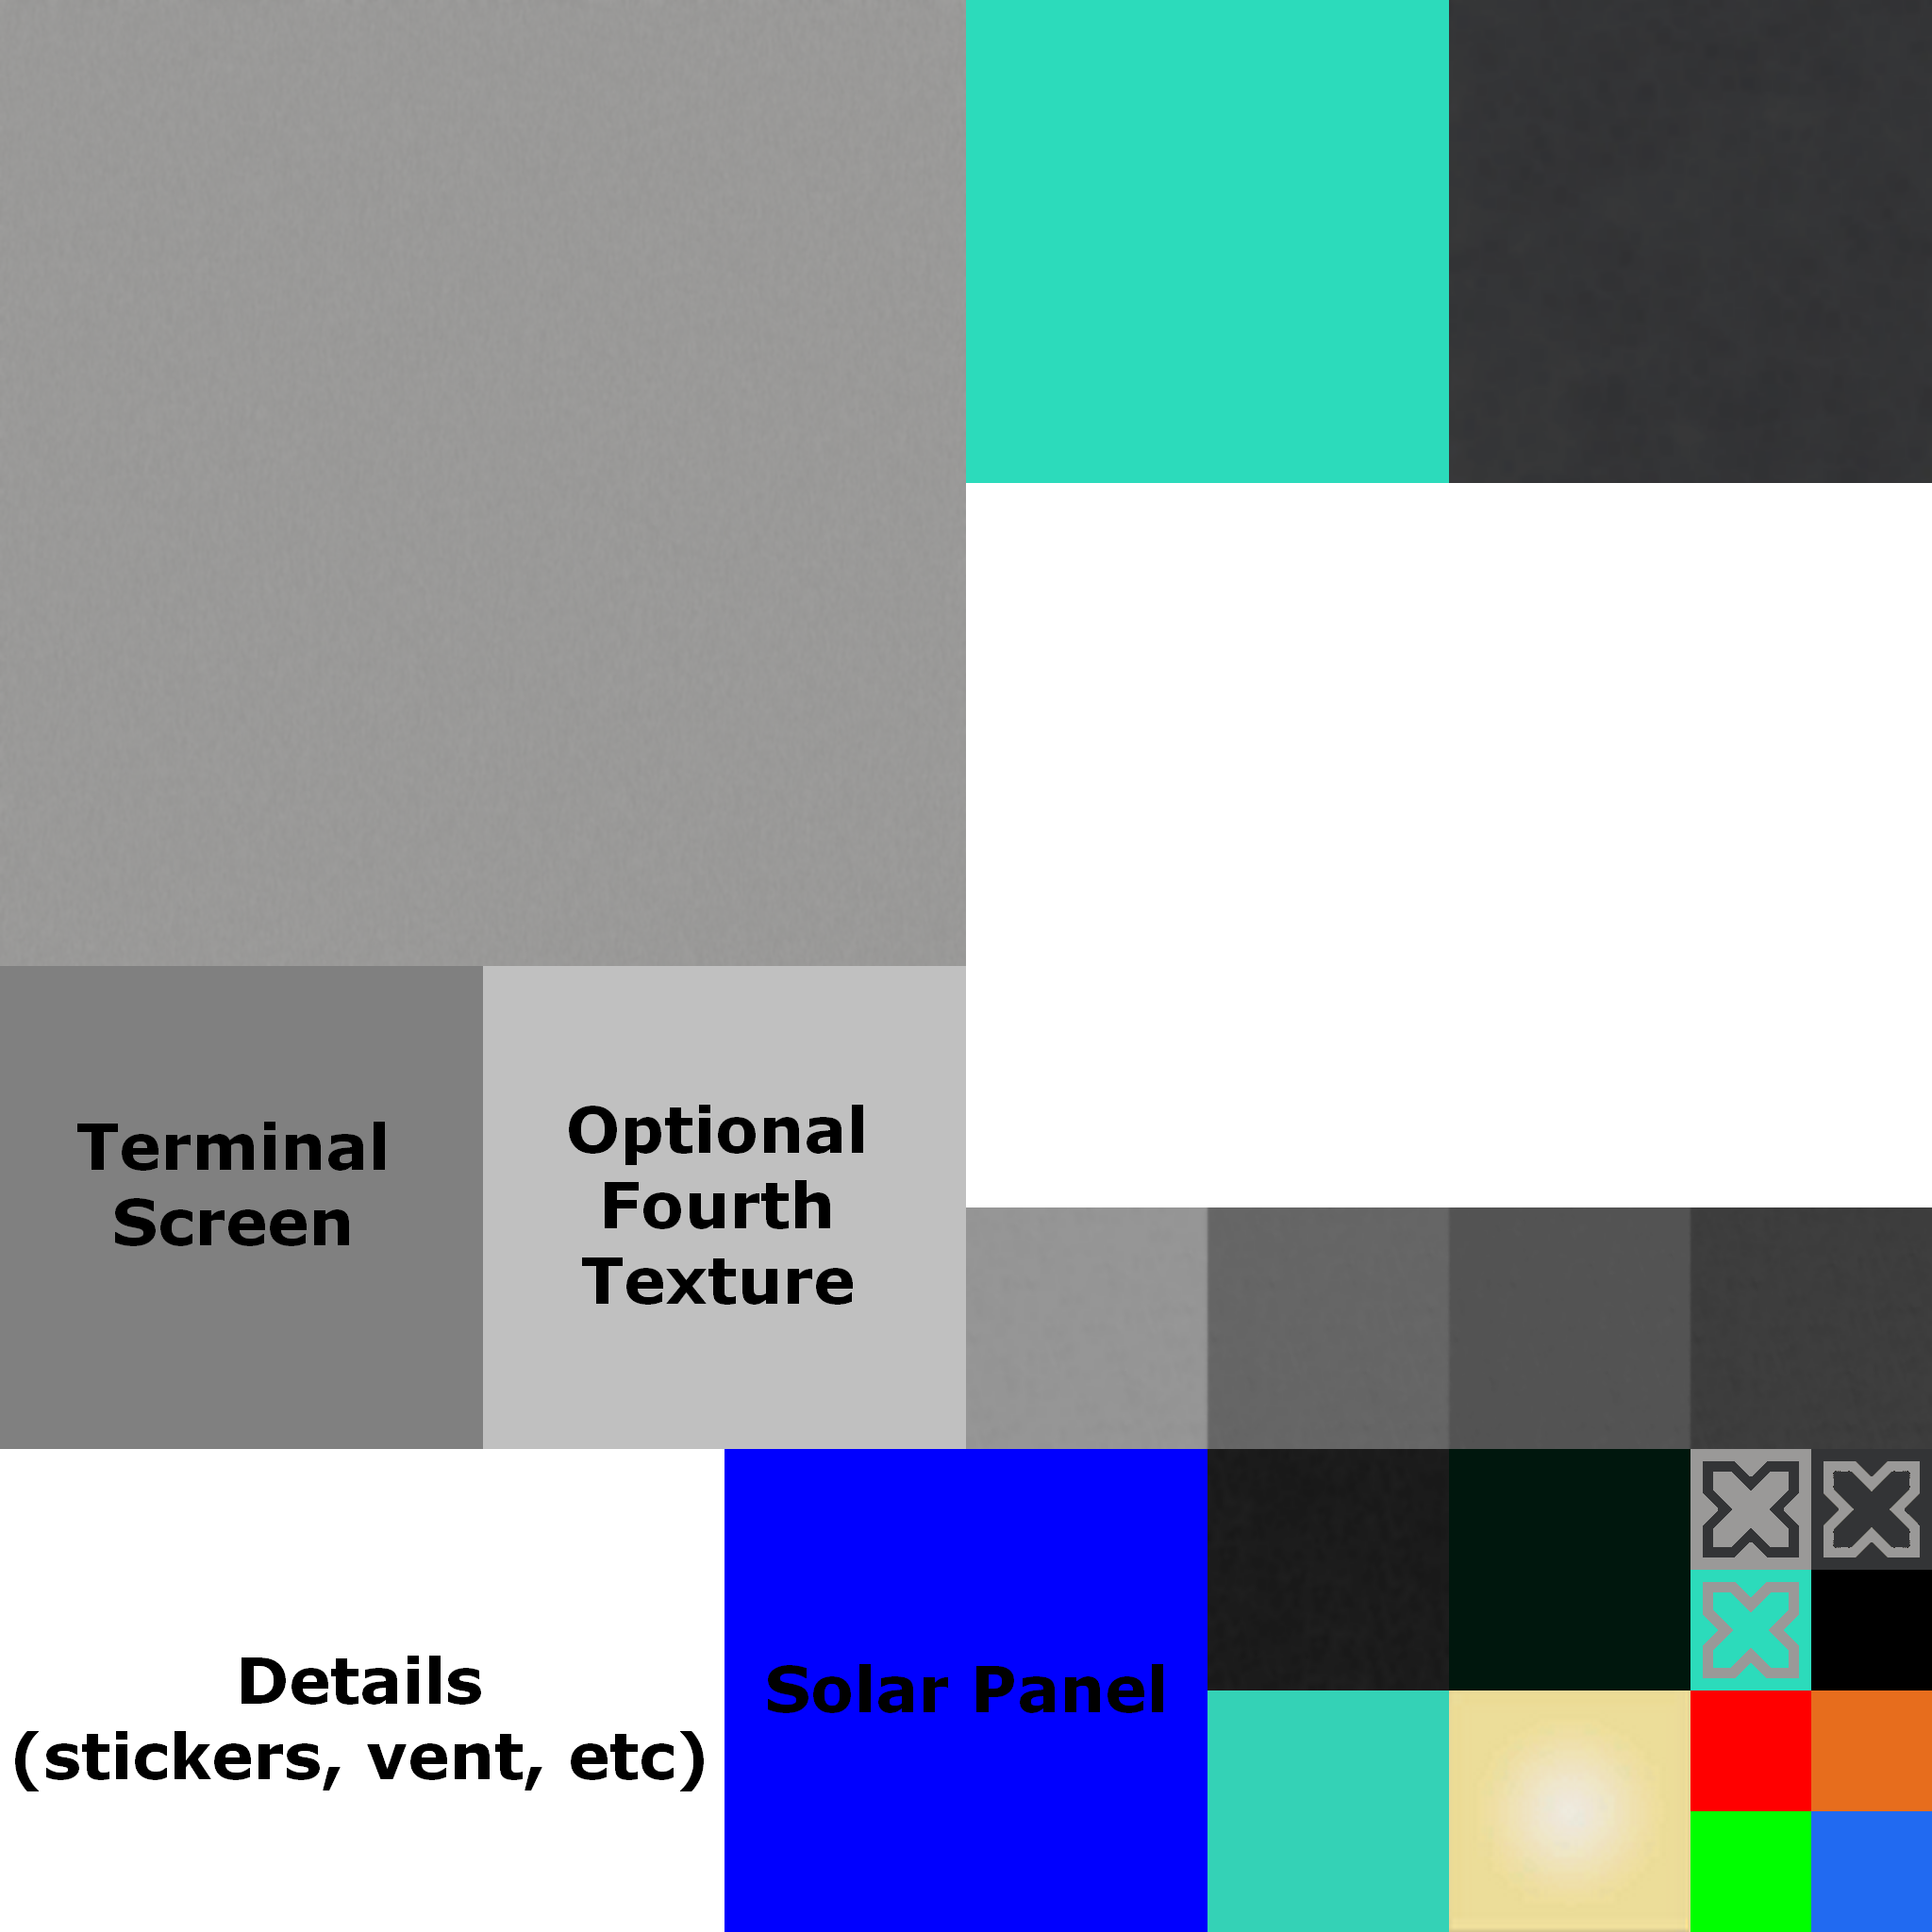 Terminal
Screen
Optional
Fourth
Texture
Details
(stickers, vent, etc)
Solar Panel